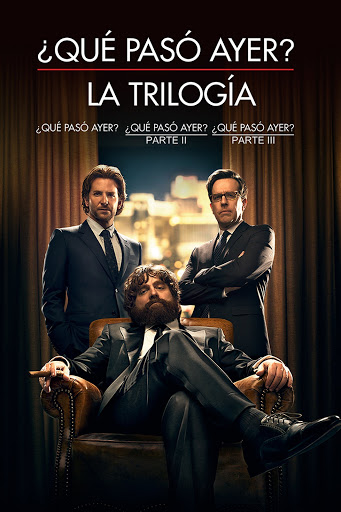 ¿QUÉ PASÓ AYER?
LA TRILOGÍA
¿QUÉ PASÓ AYER? ¿QUÉ PASÓ AYER? ¿QUÉ PASÓ AYER?
PARTE II PARTE III